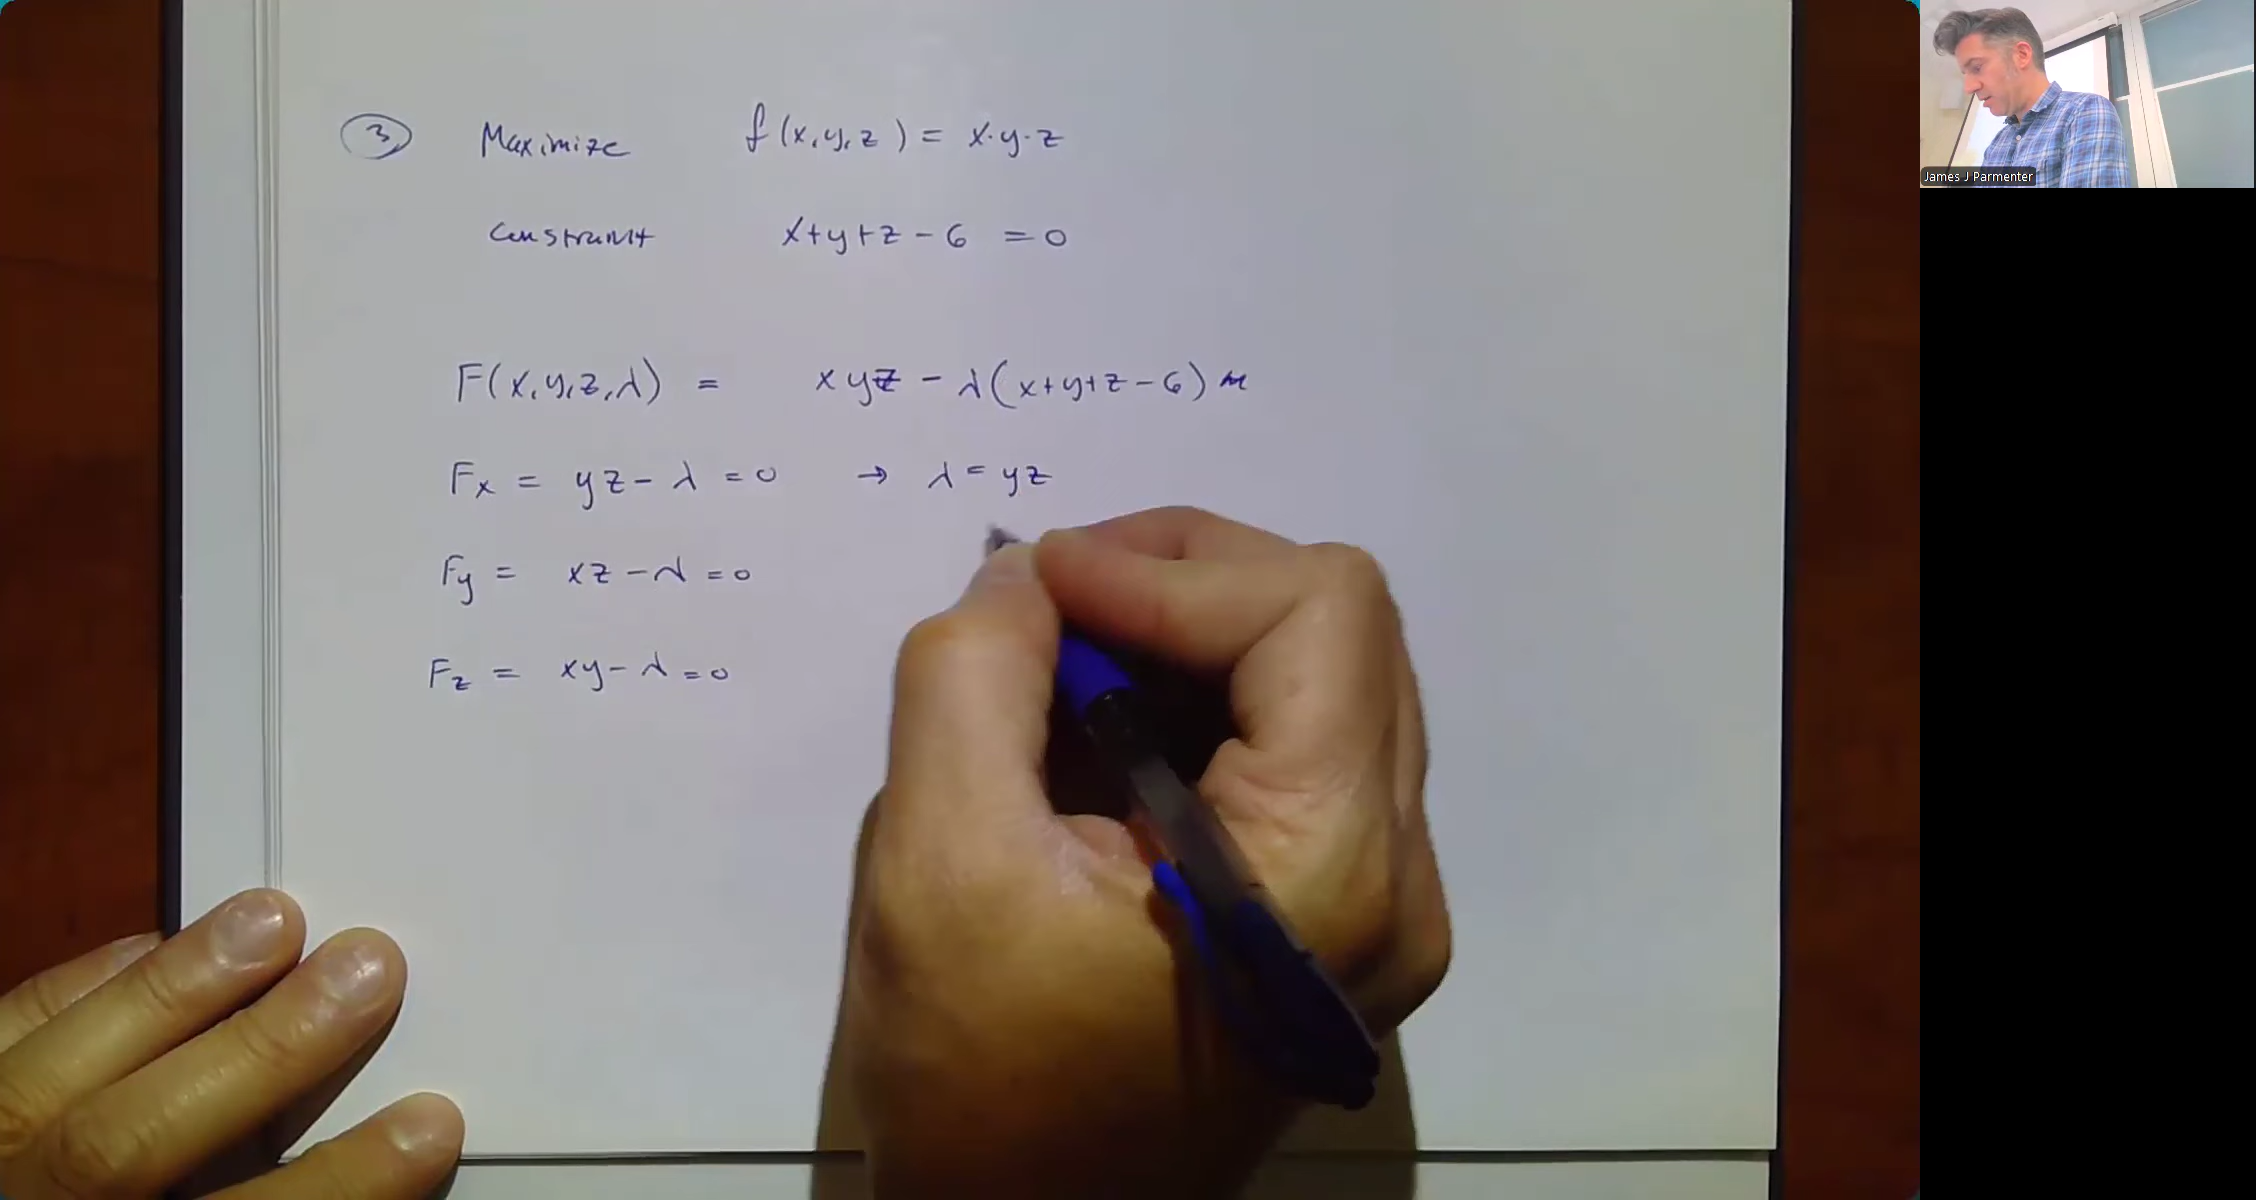 ③ Maximize f(x,y,z) = x·y·z
Constraint x+y+z-6 = 0
F(x,y,z,λ) = xyz - λ(x+y+z-6)
Fx = yz - λ = 0 → λ = yz
Fy = xz - λ = 0
Fz = xy - λ = 0
James J Parmenter